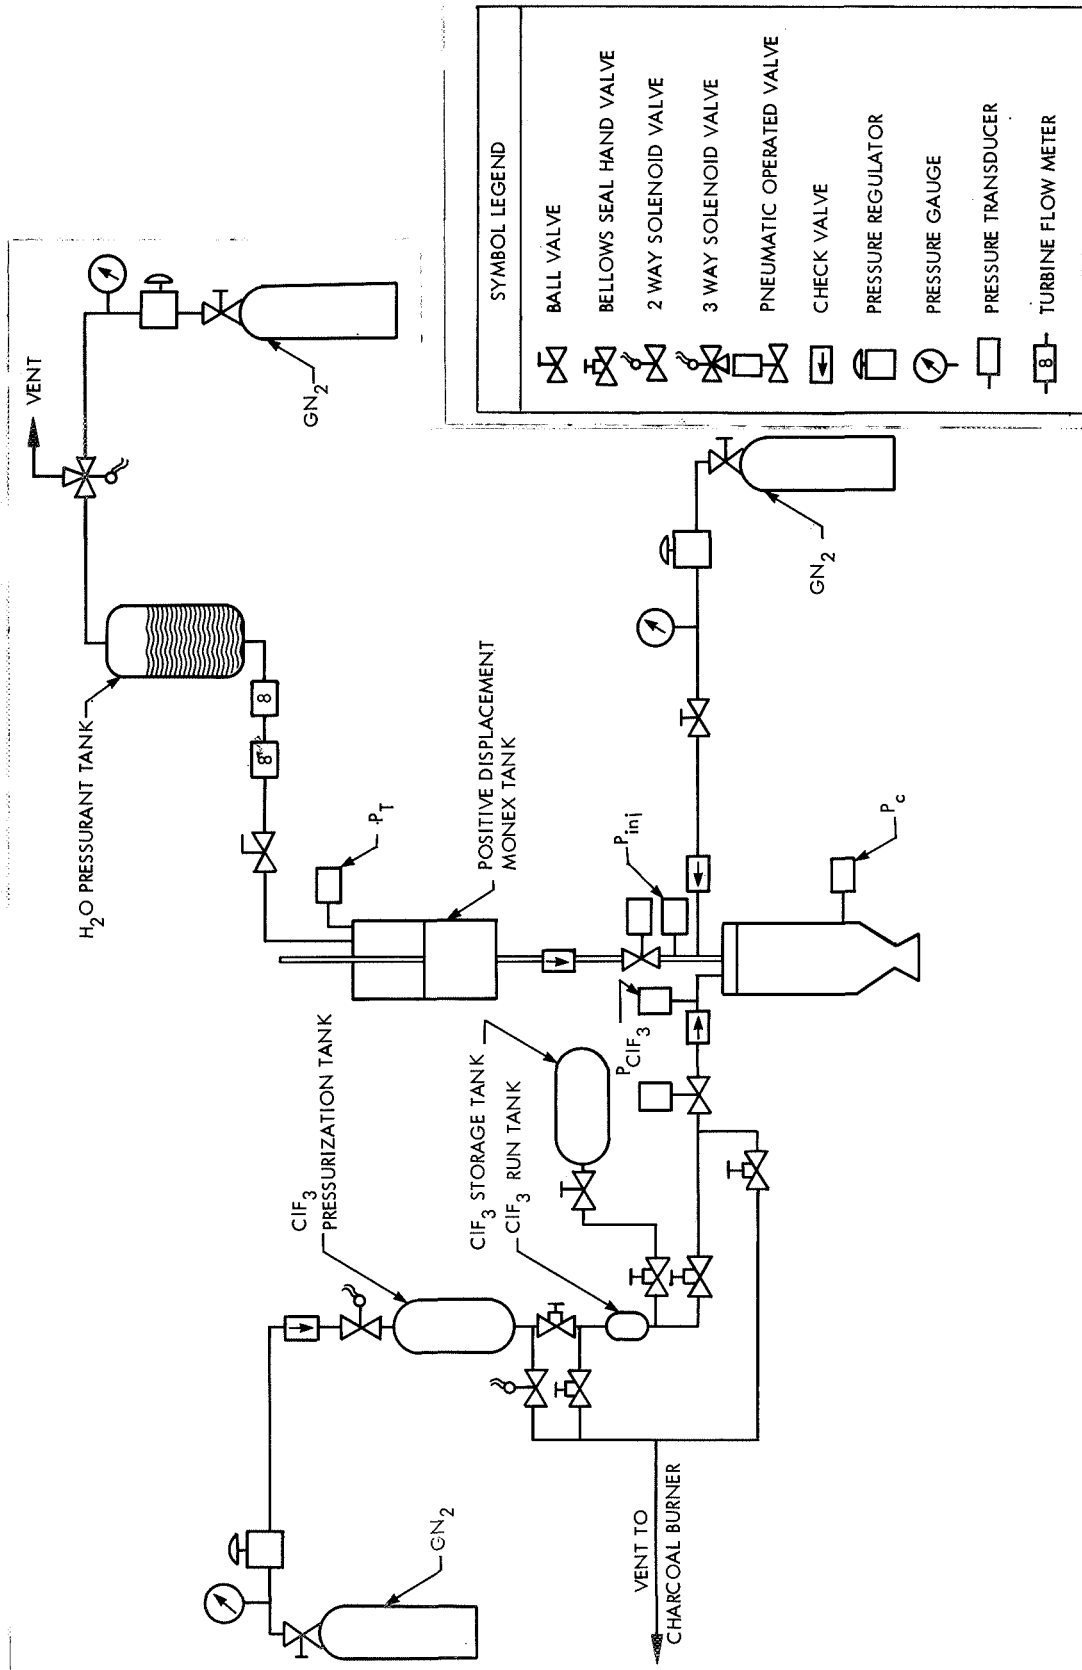 VENT
GN2
H2O PRESSURANT TANK
8
8
PT
POSITIVE DISPLACEMENT
MONEX TANK
Pinj
GN2
Pc
PClF3
ClF3
PRESSURIZATION TANK
ClF3 STORAGE TANK
ClF3 RUN TANK
GN2
VENT TO
CHARCOAL BURNER
SYMBOL LEGEND
BALL VALVE
BELLOWS SEAL HAND VALVE
2 WAY SOLENOID VALVE
3 WAY SOLENOID VALVE
PNEUMATIC OPERATED VALVE
CHECK VALVE
PRESSURE REGULATOR
PRESSURE GAUGE
PRESSURE TRANSDUCER
8 TURBINE FLOW METER